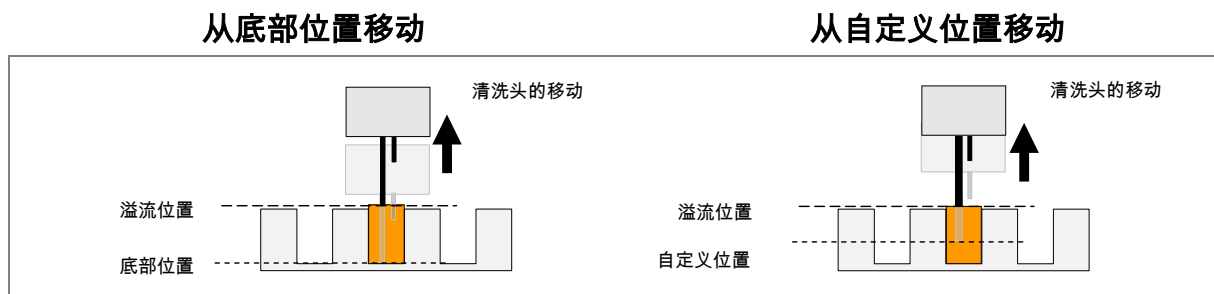 从底部位置移动
从自定义位置移动
清洗头的移动
溢流位置
底部位置
清洗头的移动
溢流位置
自定义位置